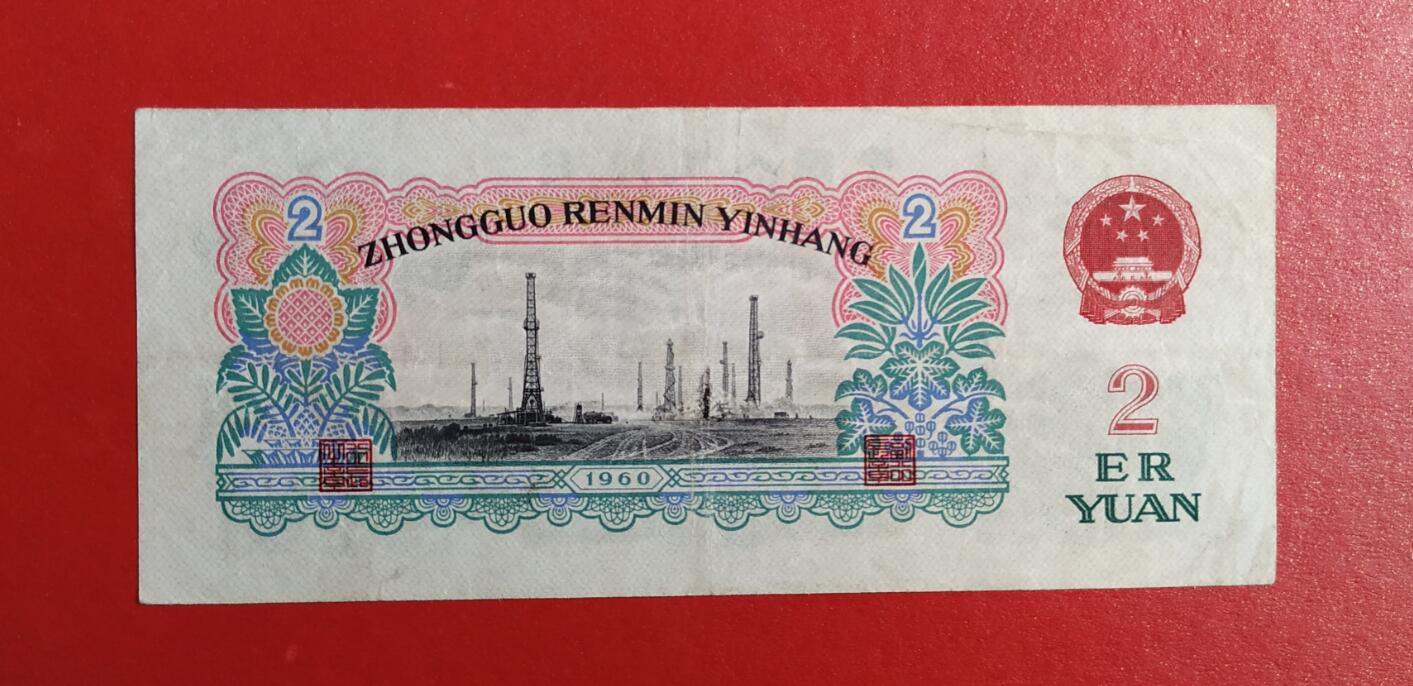 2
ZHONGGUO RENMIN YINHANG
2
1960
2
ER
YUAN